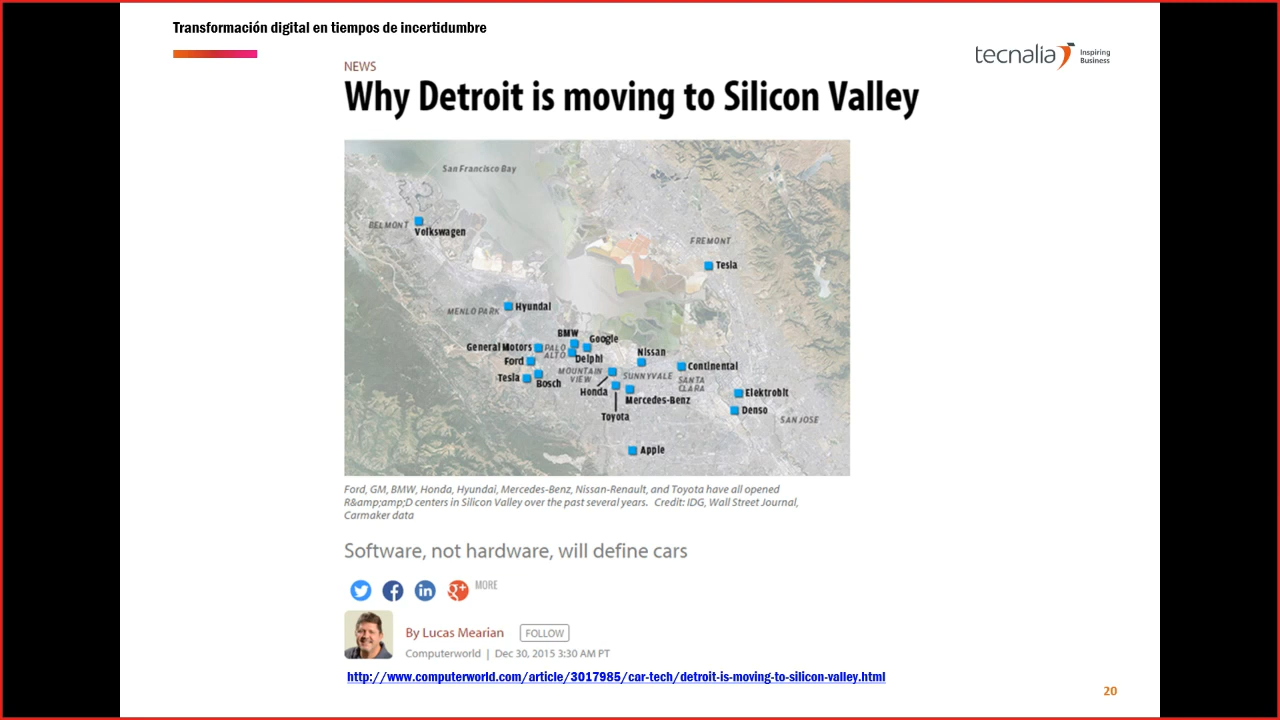 Transformación digital en tiempos de incertidumbre
tecnalia Inspiring
Business
NEWS
Why Detroit is moving to Silicon Valley
San Francisco Bay
BELMONT
Volkswagen
FREMONT
Tesla
MENLO PARK
Hyundai
BMW
Google
General Motors
PALO
ALTO
Delphi
Nissan
Ford
Continental
MOUNTAIN
VIEW
SUNNYVALE
SANTA
CLARA
Tesla
Bosch
Honda
Mercedes-Benz
Elektrobit
Denso
Toyota
SAN JOSE
Apple
Ford, GM, BMW, Honda, Hyundai, Mercedes-Benz, Nissan-Renault, and Toyota have all opened
R&amp;amp;D centers in Silicon Valley over the past several years. Credit: IDG, Wall Street Journal,
Carmaker data
Software, not hardware, will define cars
MORE
By Lucas Mearian FOLLOW
Computerworld | Dec 30, 2015 3:30 AM PT
http://www.computerworld.com/article/3017985/car-tech/detroit-is-moving-to-silicon-valley.html
20